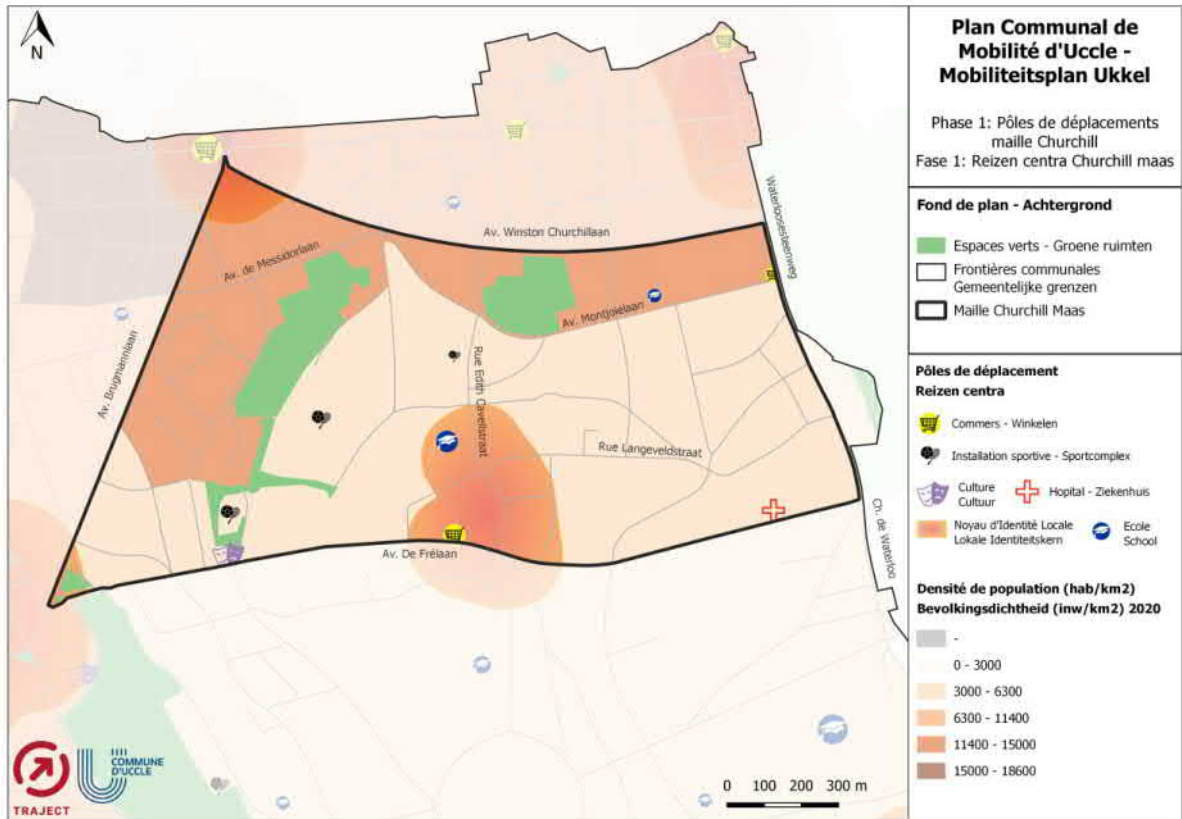 N
Av. Winston Churchillaan
Av. de Messidorlaan
Waterloosesteenweg
Av. Montjoielaan
Av. Brugmannlaan
Rue Edith Cavellstraat
Rue Langeveldstraat
Av. De Frélaan
Ch. de Waterloo
TRAJECT
COMMUNE
D'UCCLE
0 100 200 300 m
Plan Communal de
Mobilité d'Uccle -
Mobiliteitsplan Ukkel
Phase 1: Pôles de déplacements
maille Churchill
Fase 1: Reizen centra Churchill maas
Fond de plan - Achtergrond
Espaces verts - Groene ruimten
Frontières communales
Gemeentelijke grenzen
Maille Churchill Maas
Pôles de déplacement
Reizen centra
Commers - Winkelen
Installation sportive - Sportcomplex
Culture
Cultuur
Hopital - Ziekenhuis
Noyau d'Identité Locale
Lokale Identiteitskern
Ecole
School
Densité de population (hab/km2)
Bevolkingsdichtheid (inw/km2) 2020
-
0 - 3000
3000 - 6300
6300 - 11400
11400 - 15000
15000 - 18600